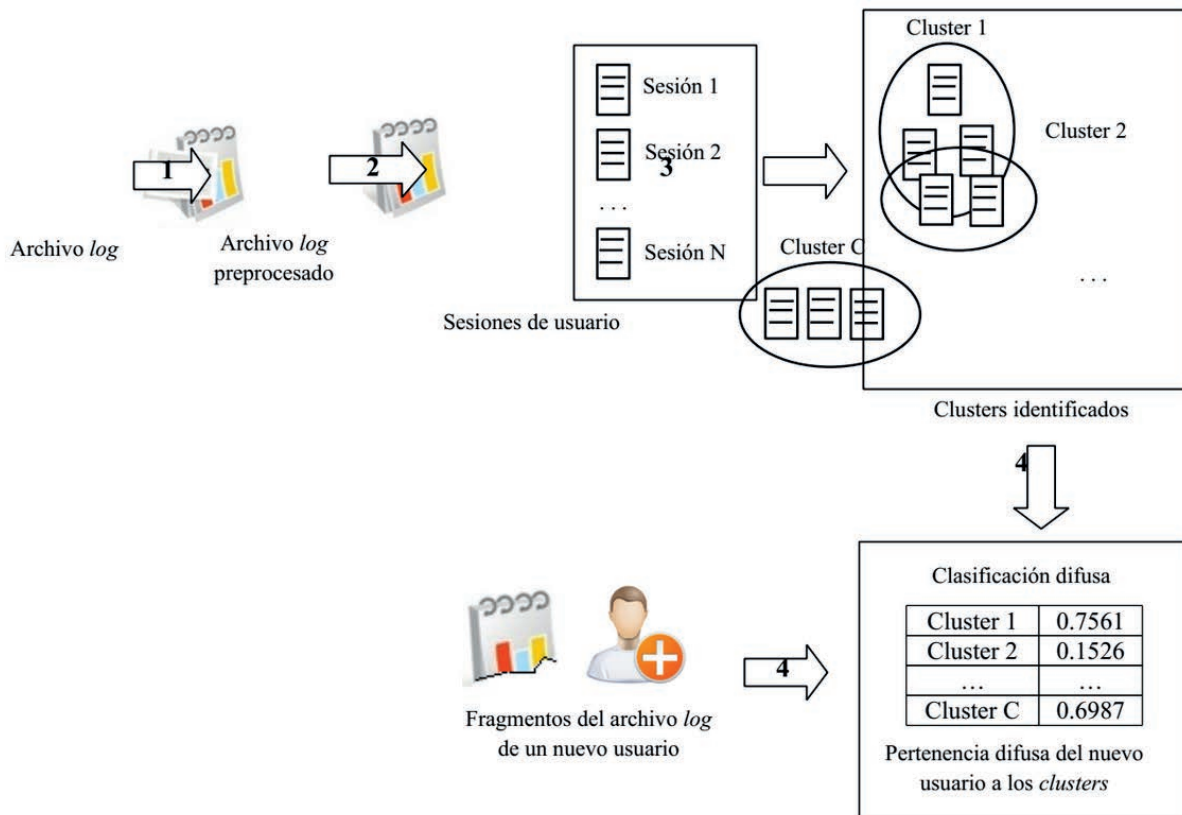 Cluster 1
Sesión 1
Cluster 2
Sesión 2
1
2
3
. . .
Archivo log
Archivo log
preprocesado
Sesión N
Cluster C
. . .
Sesiones de usuario
Clusters identificados
4
Clasificación difusa
Cluster 1 0.7561
Cluster 2 0.1526
... ...
Cluster C 0.6987
4
Fragmentos del archivo log
de un nuevo usuario
Pertenencia difusa del nuevo
usuario a los clusters